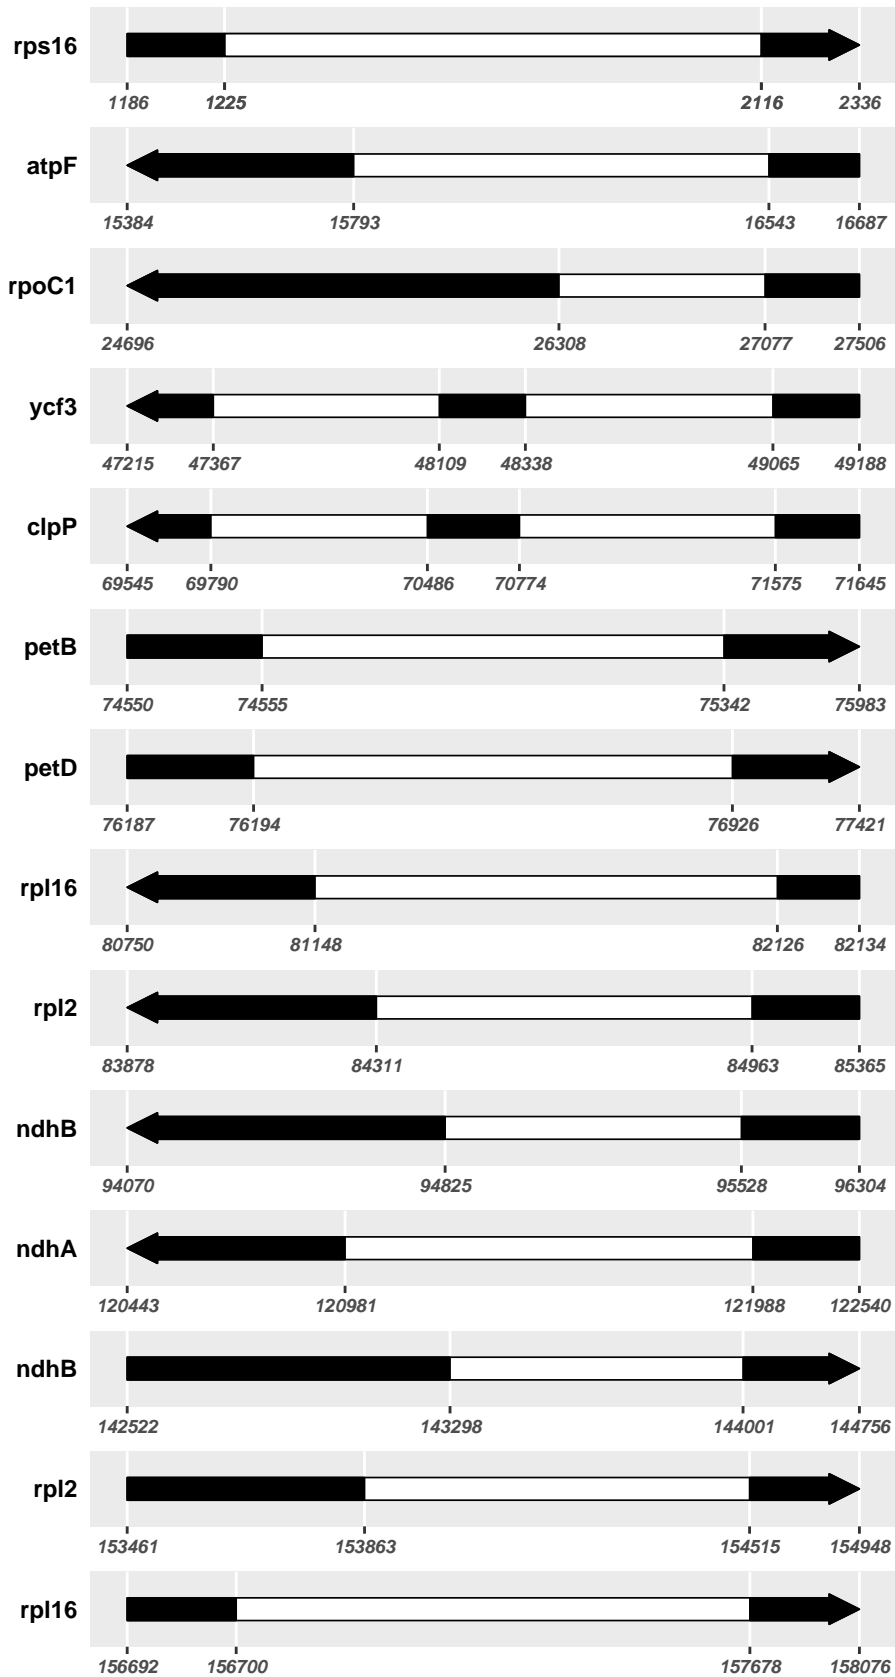 rps16
1186 1225 2116 2336
atpF
15384 15793 16543 16687
rpoC1
24696 26308 27077 27506
ycf3
47215 47367 48109 48338 49065 49188
clpP
69545 69790 70486 70774 71575 71645
petB
74550 74555 75342 75983
petD
76187 76194 76926 77421
rpl16
80750 81148 82126 82134
rpl2
83878 84311 84963 85365
ndhB
94070 94825 95528 96304
ndhA
120443 120981 121988 122540
ndhB
142522 143298 144001 144756
rpl2
153461 153863 154515 154948
rpl16
156692 156700 157678 158076